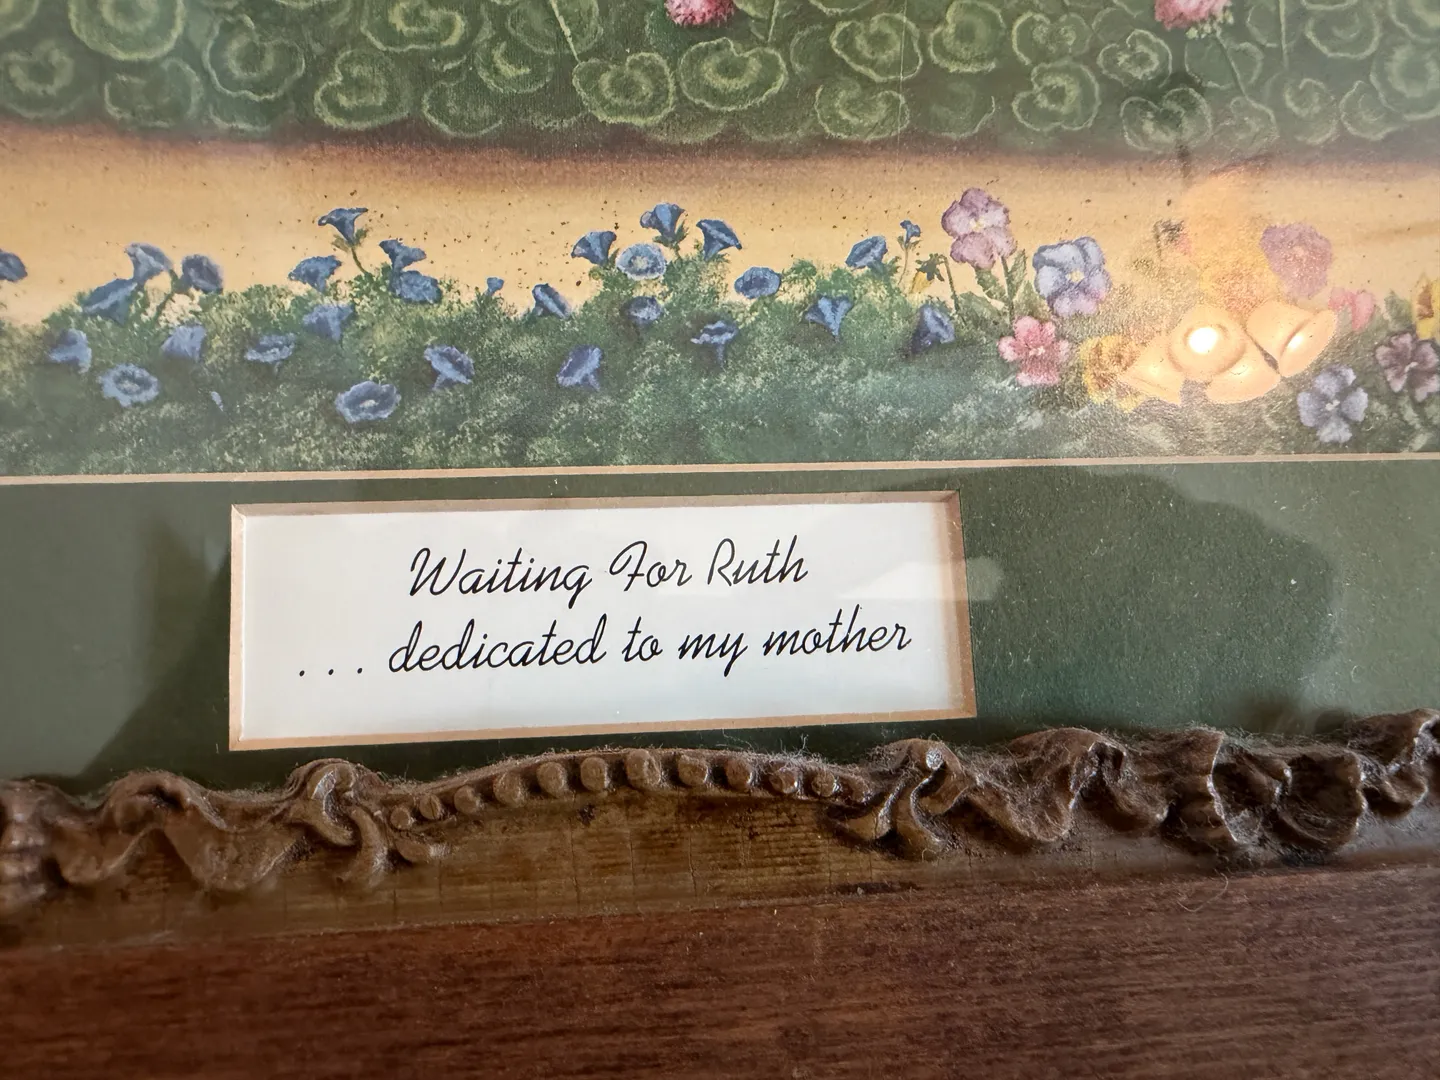 Waiting For Ruth
. . . dedicated to my mother